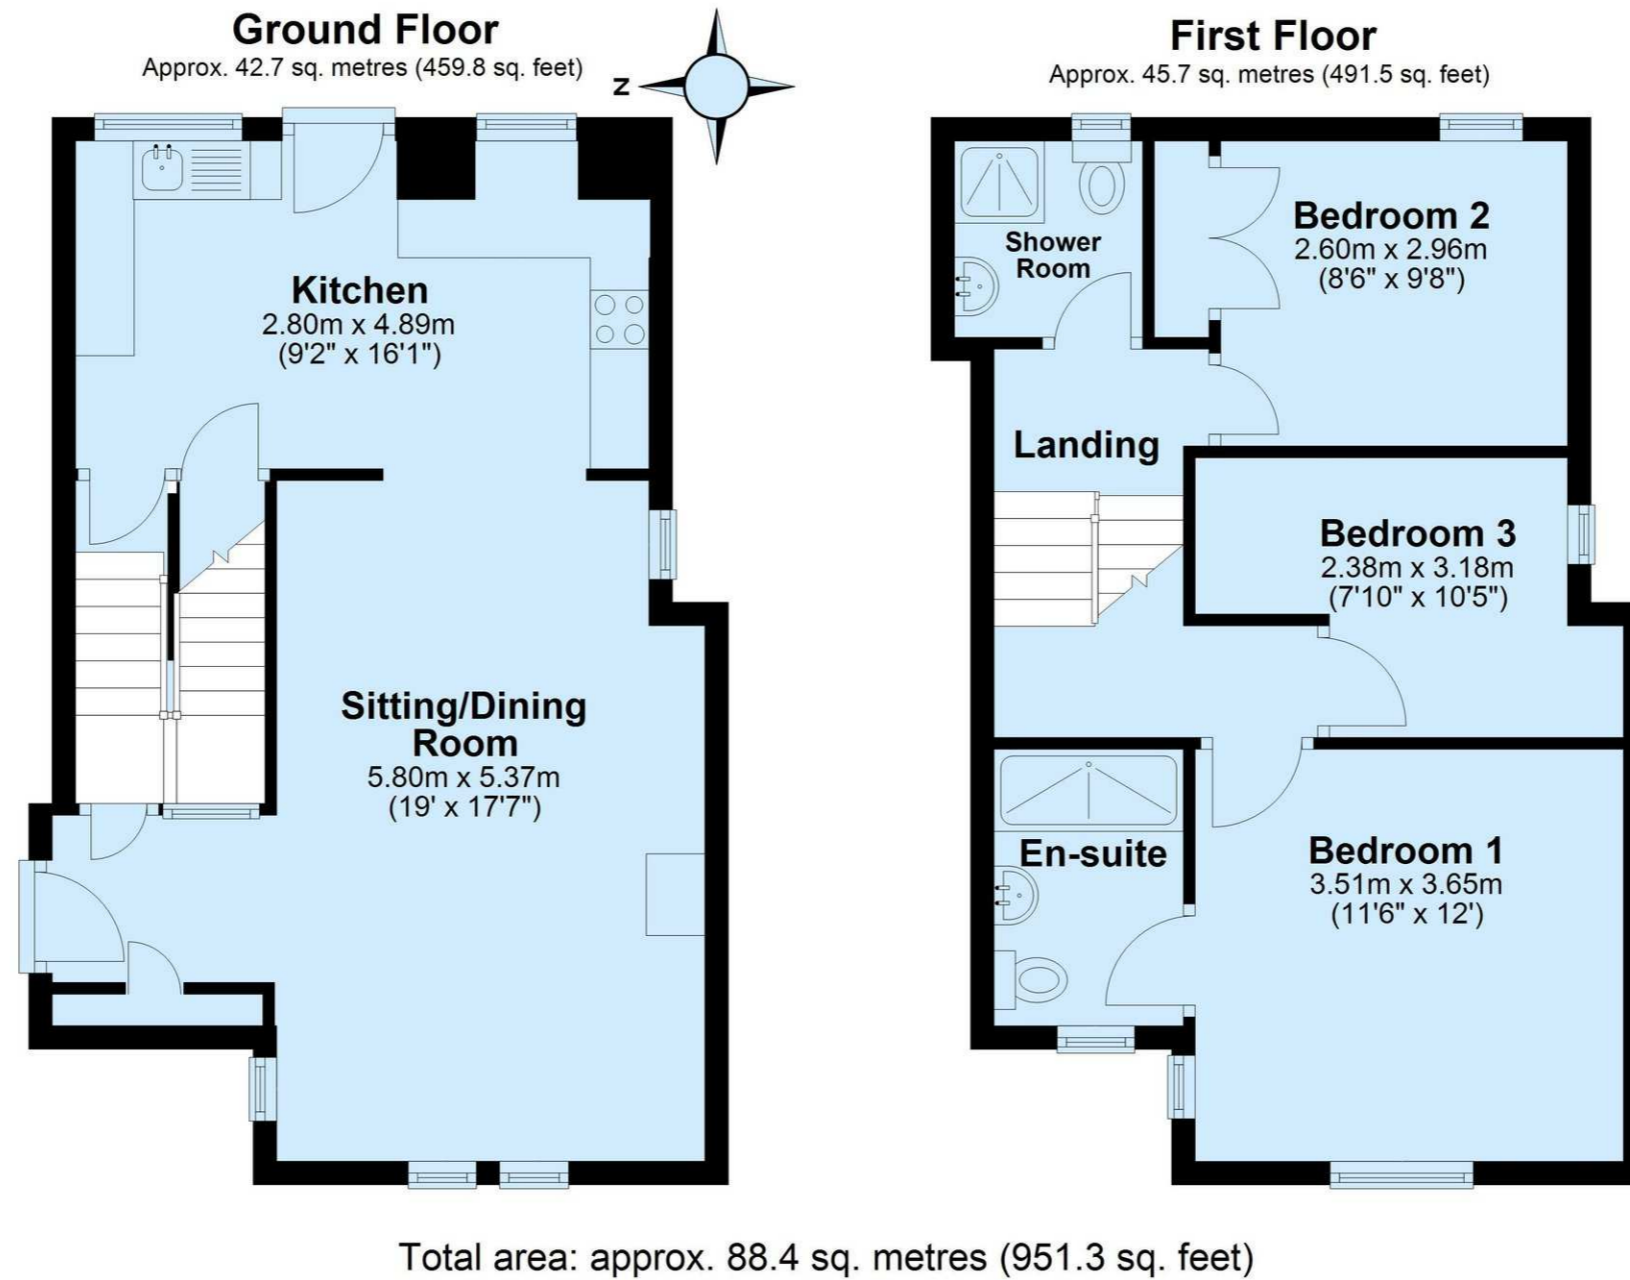 Ground Floor
Approx. 42.7 sq. metres (459.8 sq. feet)
Z
Kitchen
2.80m x 4.89m
(9'2" x 16'1")
Sitting/Dining
Room
5.80m x 5.37m
(19' x 17'7")
First Floor
Approx. 45.7 sq. metres (491.5 sq. feet)
Shower
Room
Bedroom 2
2.60m x 2.96m
(8'6" x 9'8")
Landing
Bedroom 3
2.38m x 3.18m
(7'10" x 10'5")
En-suite
Bedroom 1
3.51m x 3.65m
(11'6" x 12')
Total area: approx. 88.4 sq. metres (951.3 sq. feet)